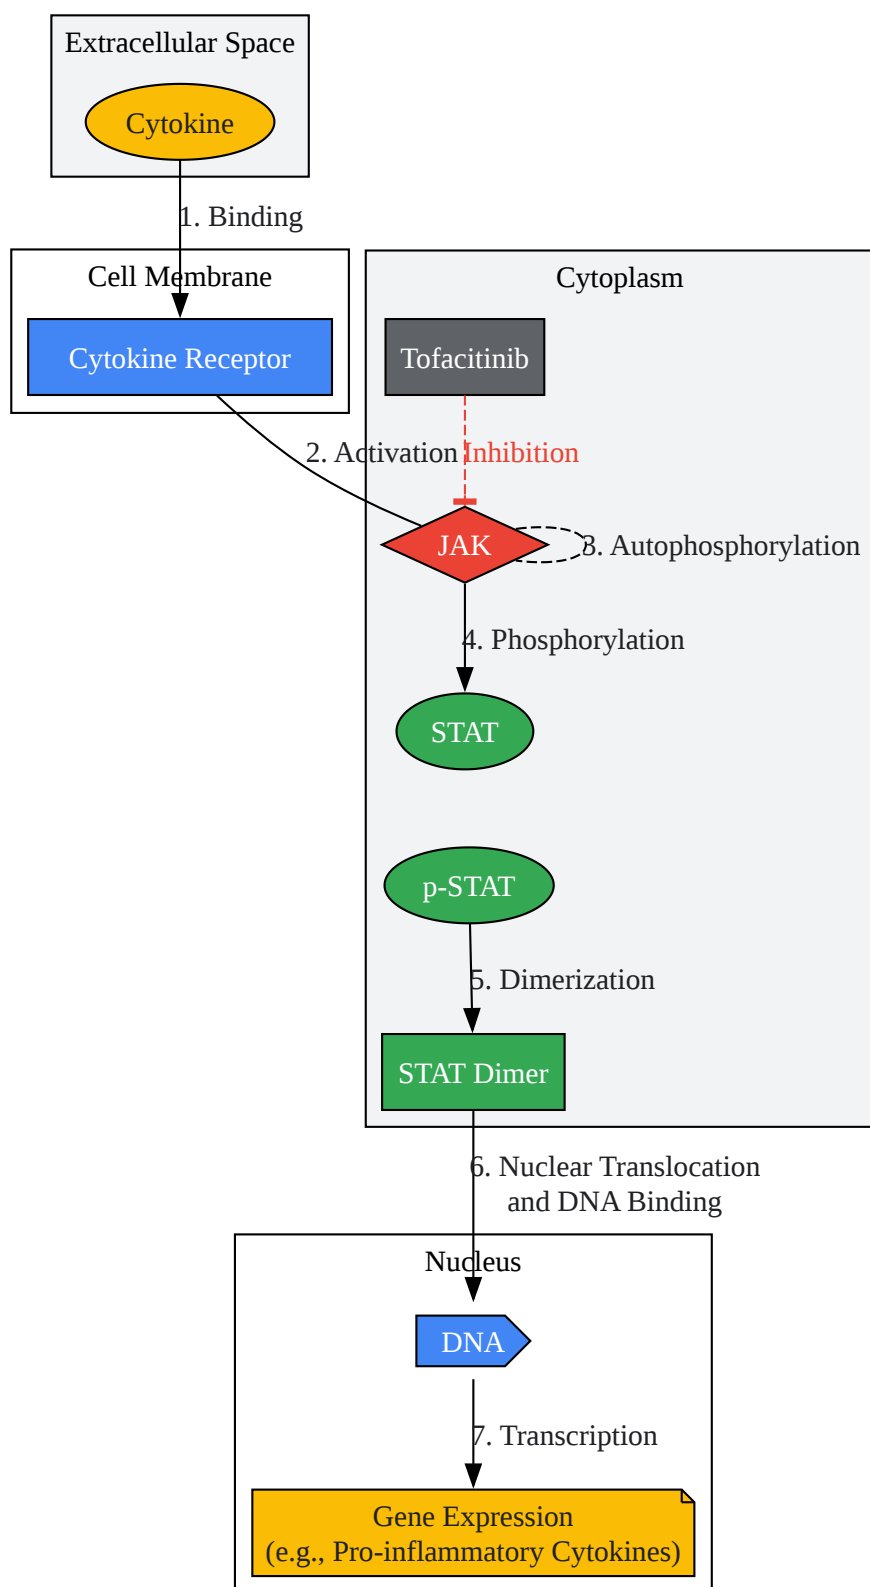 Extracellular Space
Cytokine
1. Binding
Cell Membrane
Cytokine Receptor
Cytoplasm
Tofacitinib
2. Activation
Inhibition
JAK
3. Autophosphorylation
4. Phosphorylation
STAT
p-STAT
5. Dimerization
STAT Dimer
6. Nuclear Translocation
and DNA Binding
Nucleus
DNA
7. Transcription
Gene Expression
(e.g., Pro-inflammatory Cytokines)